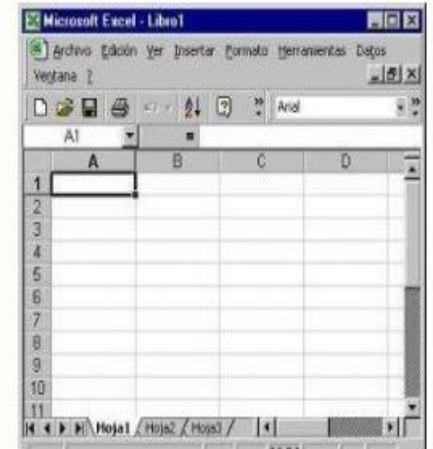 Microsoft Excel - Libro1
Archivo Edición Ver Insertar Formato Herramientas Datos
Ventana ?
Arial
A1 =
A B C D
1
2
3
4
5
6
7
8
9
10
11
Hoja1 Hoja2 Hoja3